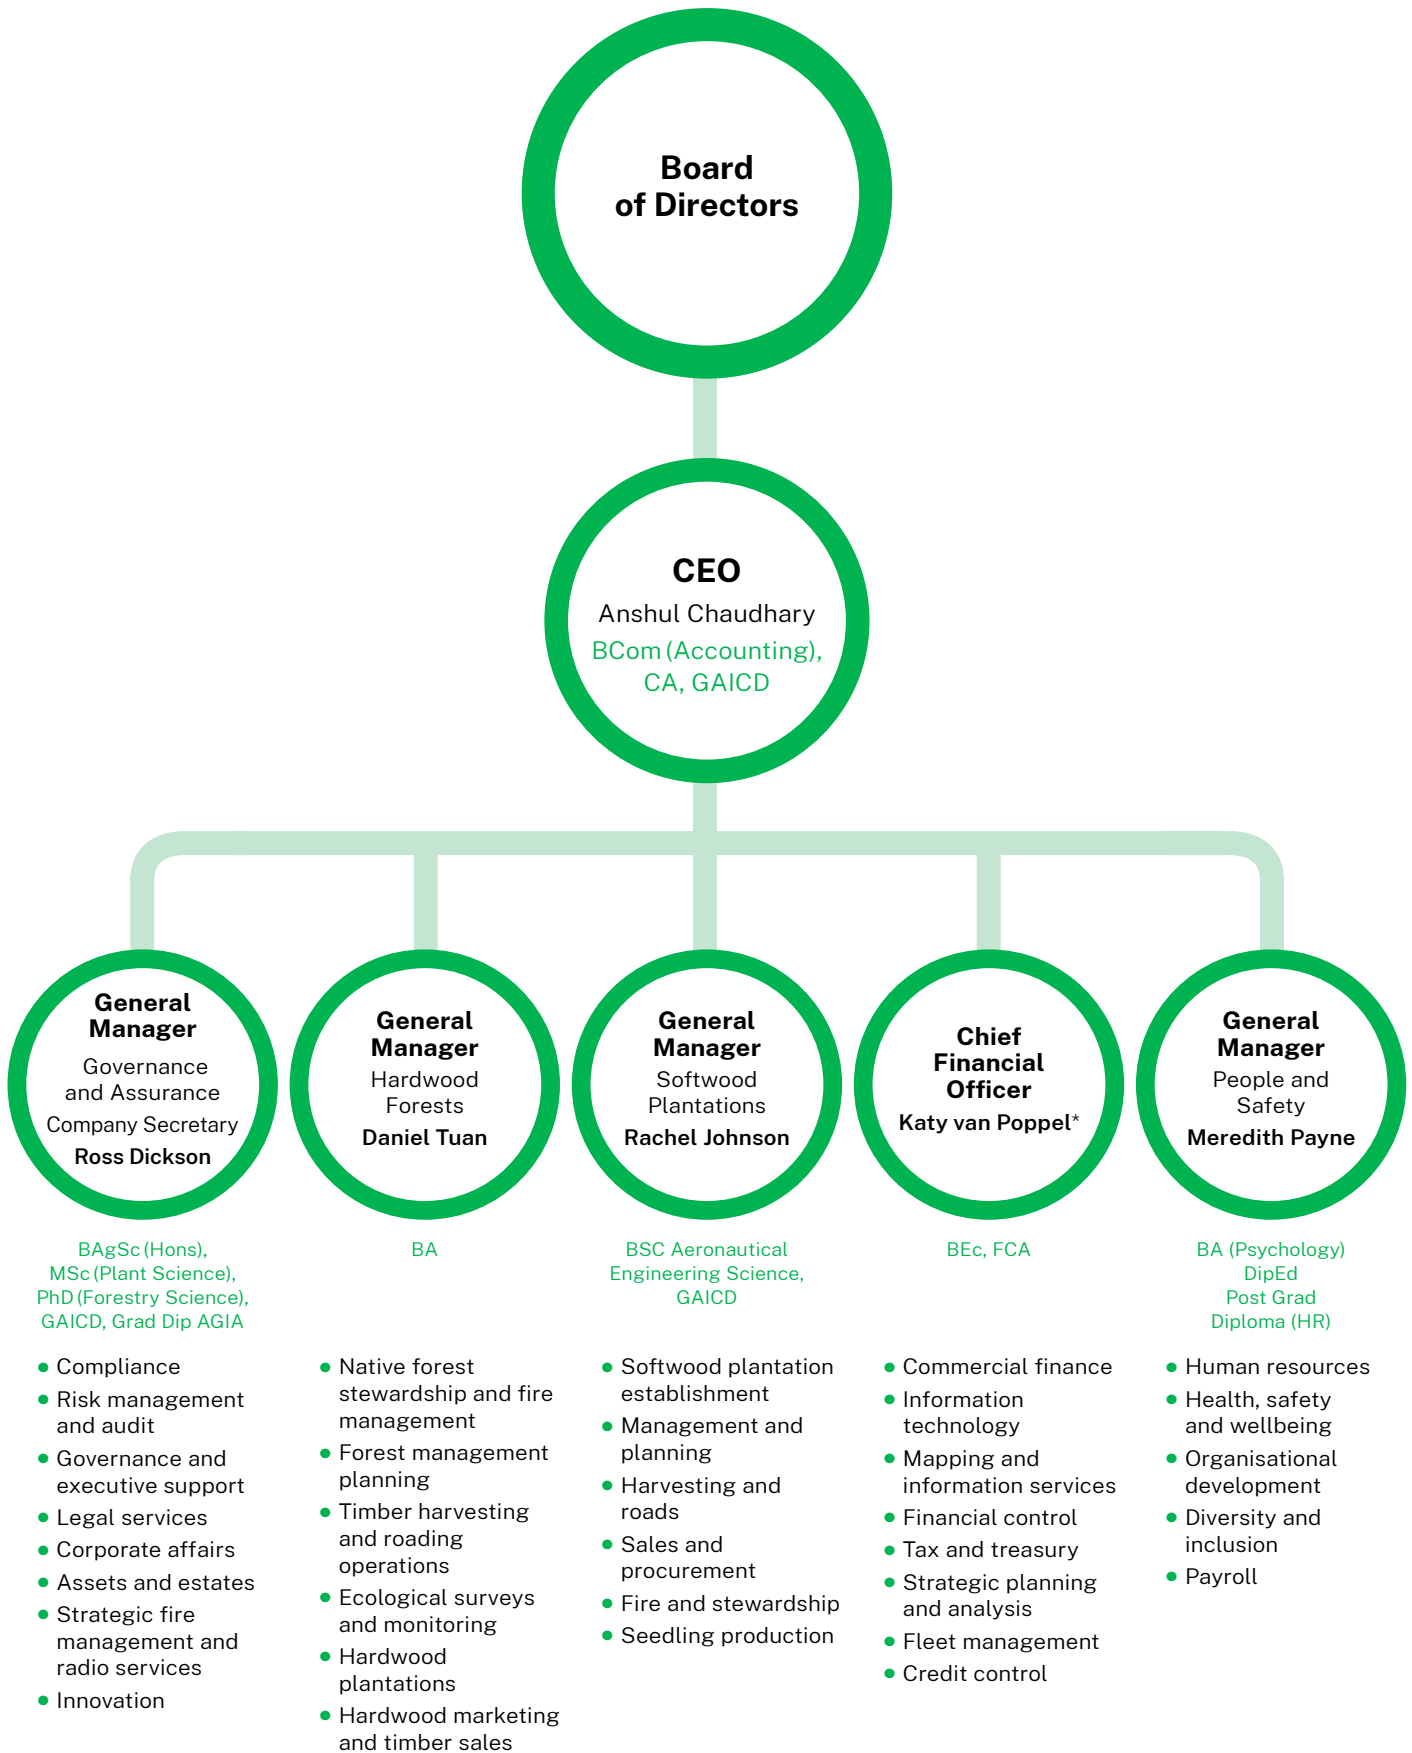 Board
of Directors
CEO
Anshul Chaudhary
BCom (Accounting),
CA, GAICD
General
Manager
Governance
and Assurance
Company Secretary
Ross Dickson
BAgSc (Hons),
MSc (Plant Science),
PhD (Forestry Science),
GAICD, Grad Dip AGIA
• Compliance
• Risk management
and audit
• Governance and
executive support
• Legal services
• Corporate affairs
• Assets and estates
• Strategic fire
management and
radio services
• Innovation
General
Manager
Hardwood
Forests
Daniel Tuan
BA
• Native forest
stewardship and fire
management
• Forest management
planning
• Timber harvesting
and roading
operations
• Ecological surveys
and monitoring
• Hardwood
plantations
• Hardwood marketing
and timber sales
General
Manager
Softwood
Plantations
Rachel Johnson
BSC Aeronautical
Engineering Science,
GAICD
• Softwood plantation
establishment
• Management and
planning
• Harvesting and
roads
• Sales and
procurement
• Fire and stewardship
• Seedling production
Chief
Financial
Officer
Katy van Poppel*
BEc, FCA
• Commercial finance
• Information
technology
• Mapping and
information services
• Financial control
• Tax and treasury
• Strategic planning
and analysis
• Fleet management
• Credit control
General
Manager
People and
Safety
Meredith Payne
BA (Psychology)
DipEd
Post Grad
Diploma (HR)
• Human resources
• Health, safety
and wellbeing
• Organisational
development
• Diversity and
inclusion
• Payroll